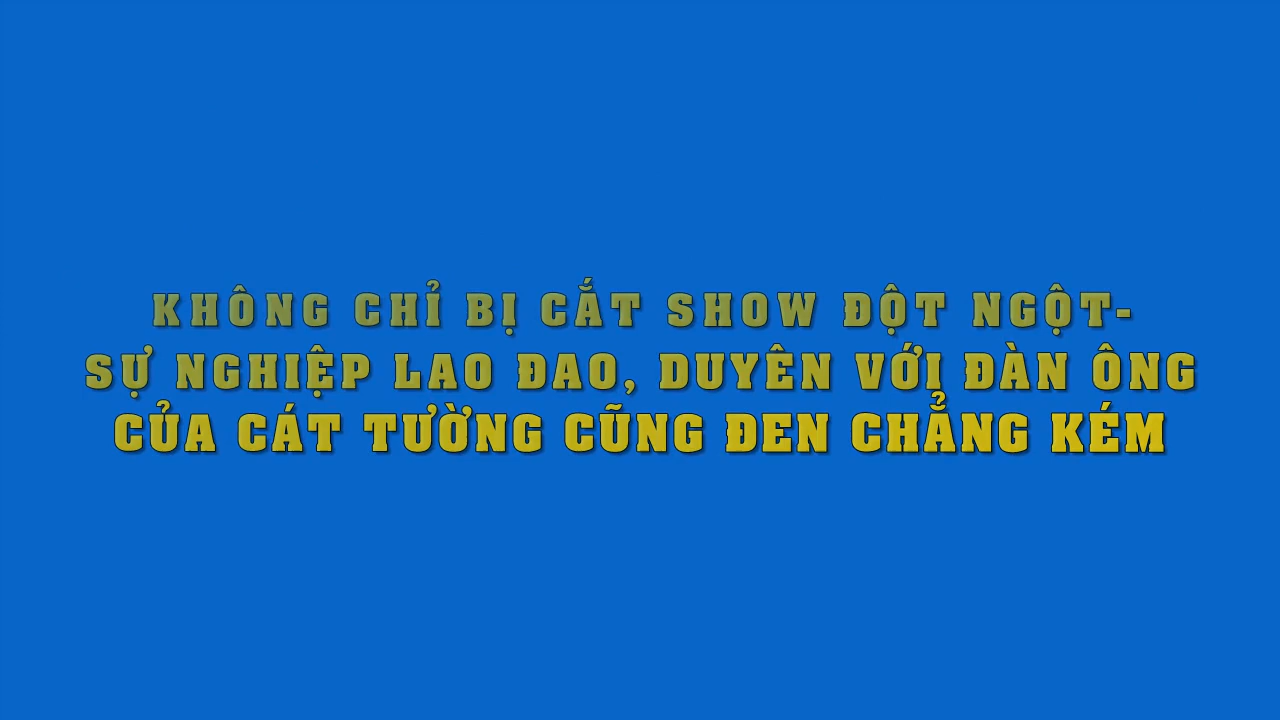 KHÔNG CHỈ BỊ CẮT SHOW ĐỘT NGỘT-
SỰ NGHIỆP LAO ĐAO, DUYÊN VỚI ĐÀN ÔNG
CỦA CÁT TƯỜNG CŨNG ĐEN CHẲNG KÉM